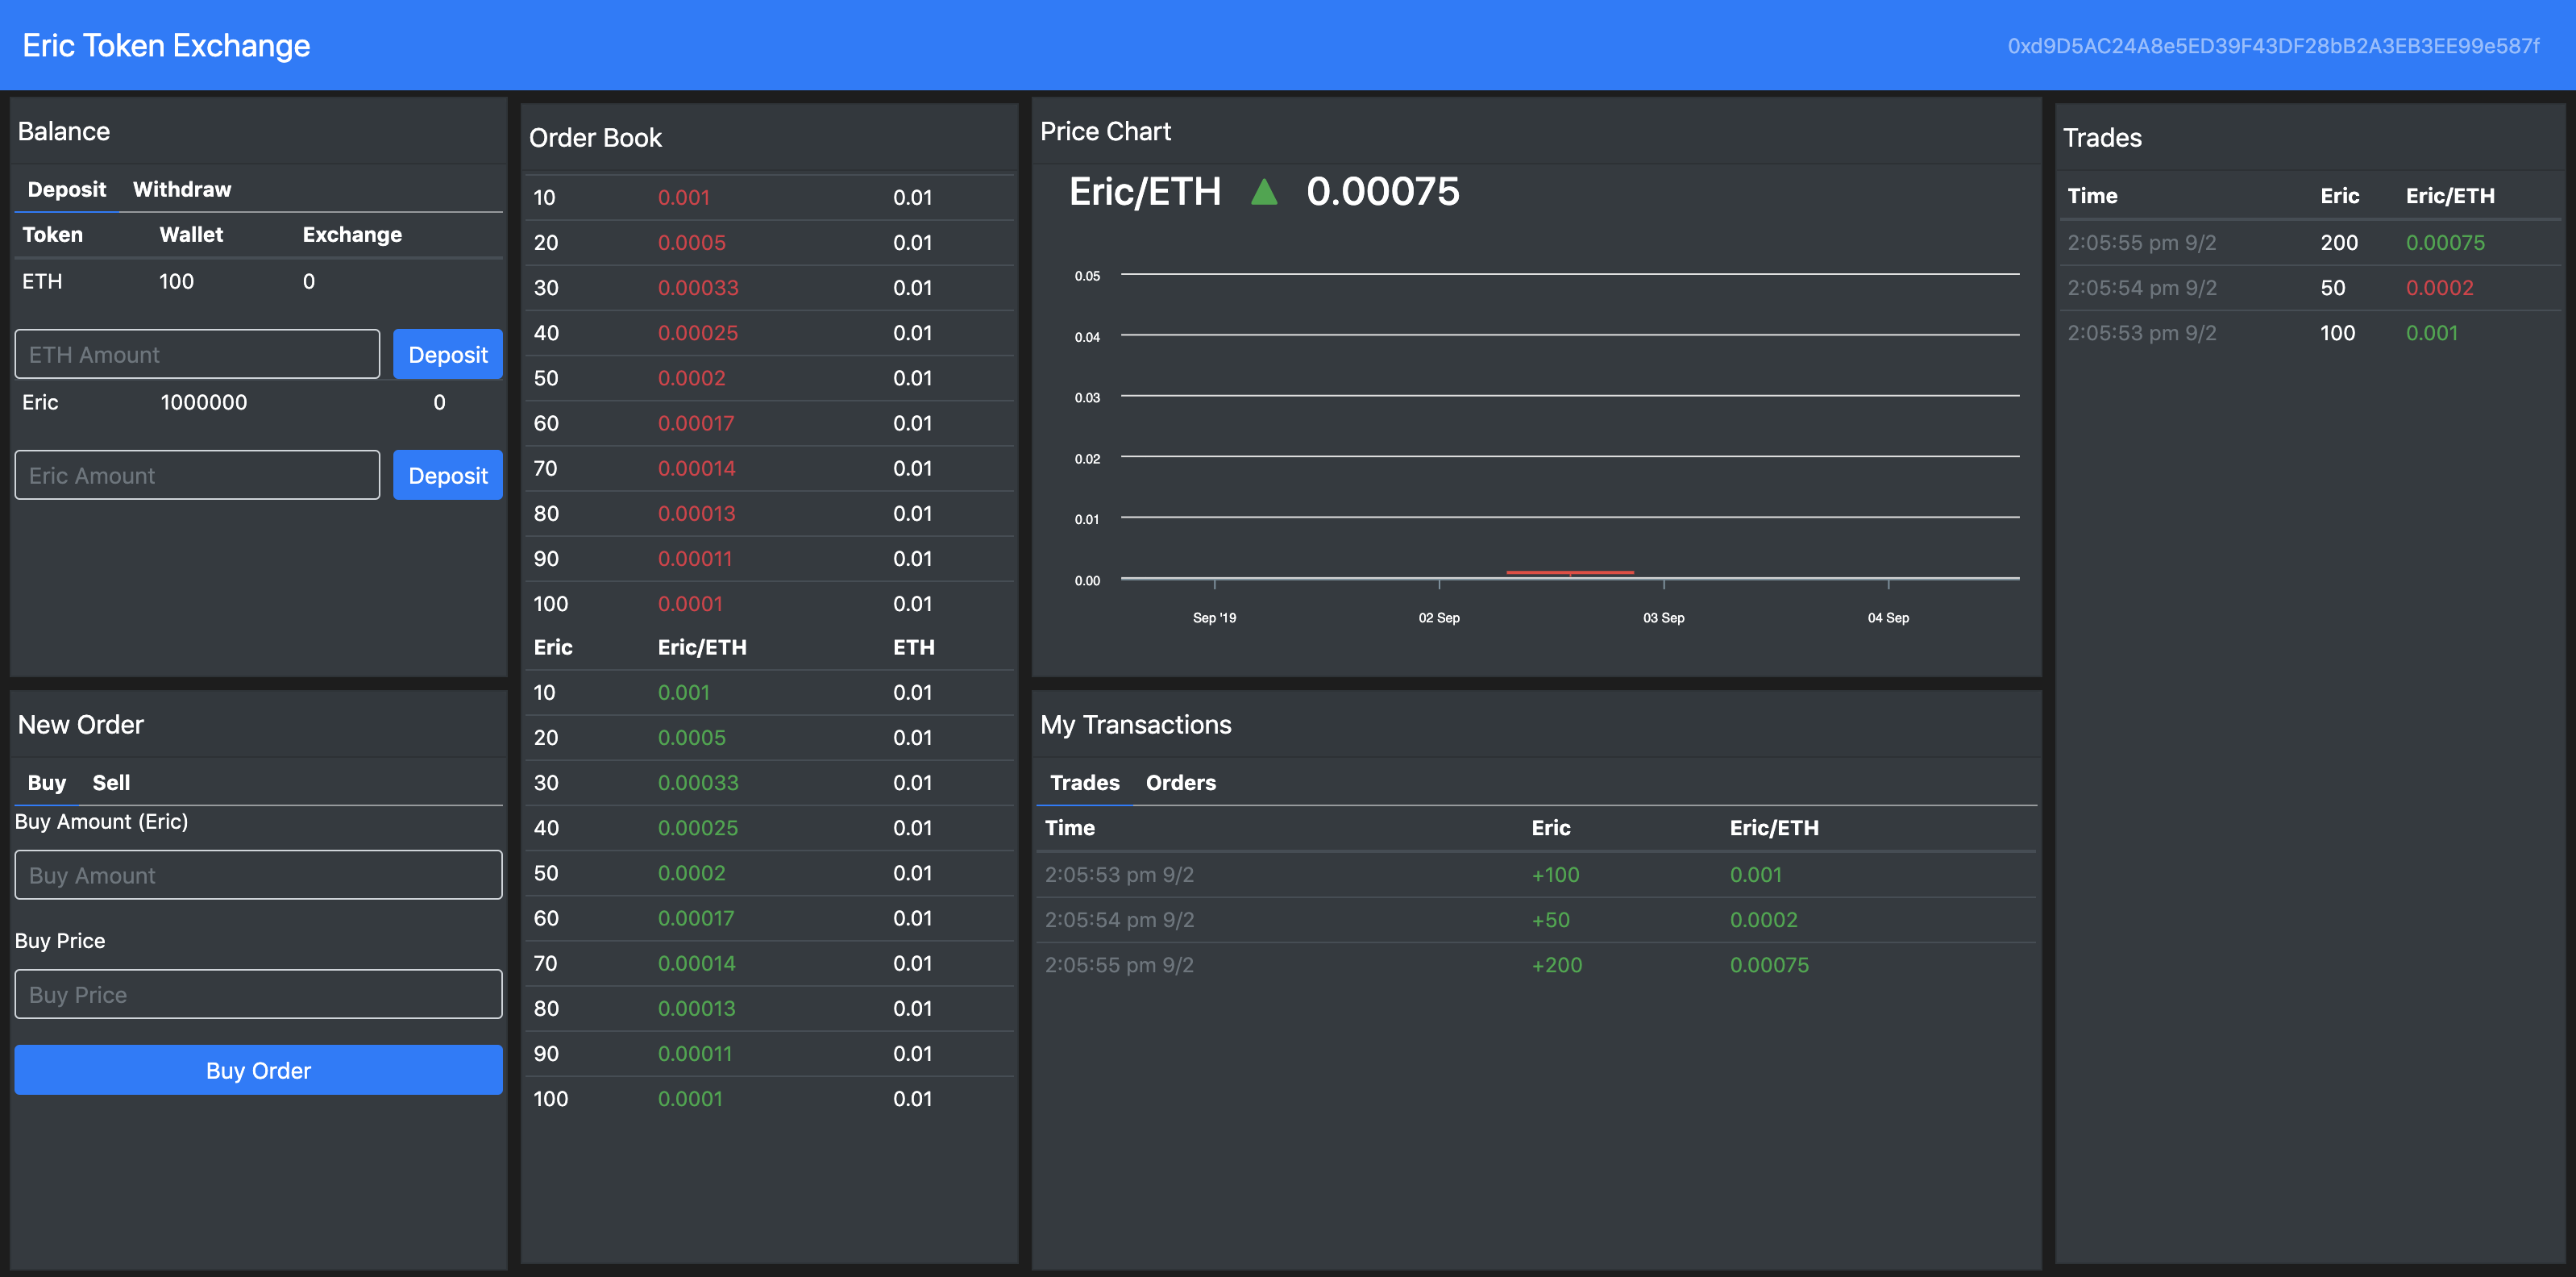 Eric Token Exchange
0xd9D5AC24A8e5ED39F43DF28bB2A3EB3EE99e587f
Balance
Deposit Withdraw
Token Wallet Exchange
ETH 100 0
ETH Amount Deposit
Eric 1000000 0
Eric Amount Deposit
New Order
Buy Sell
Buy Amount (Eric)
Buy Amount
Buy Price
Buy Price
Buy Order
Order Book
10 0.001 0.01
20 0.0005 0.01
30 0.00033 0.01
40 0.00025 0.01
50 0.0002 0.01
60 0.00017 0.01
70 0.00014 0.01
80 0.00013 0.01
90 0.00011 0.01
100 0.0001 0.01
Eric Eric/ETH ETH
10 0.001 0.01
20 0.0005 0.01
30 0.00033 0.01
40 0.00025 0.01
50 0.0002 0.01
60 0.00017 0.01
70 0.00014 0.01
80 0.00013 0.01
90 0.00011 0.01
100 0.0001 0.01
Price Chart
Eric/ETH ▲ 0.00075
0.05
0.04
0.03
0.02
0.01
0.00
Sep '19 02 Sep 03 Sep 04 Sep
My Transactions
Trades Orders
Time Eric Eric/ETH
2:05:53 pm 9/2 +100 0.001
2:05:54 pm 9/2 +50 0.0002
2:05:55 pm 9/2 +200 0.00075
Trades
Time Eric Eric/ETH
2:05:55 pm 9/2 200 0.00075
2:05:54 pm 9/2 50 0.0002
2:05:53 pm 9/2 100 0.001